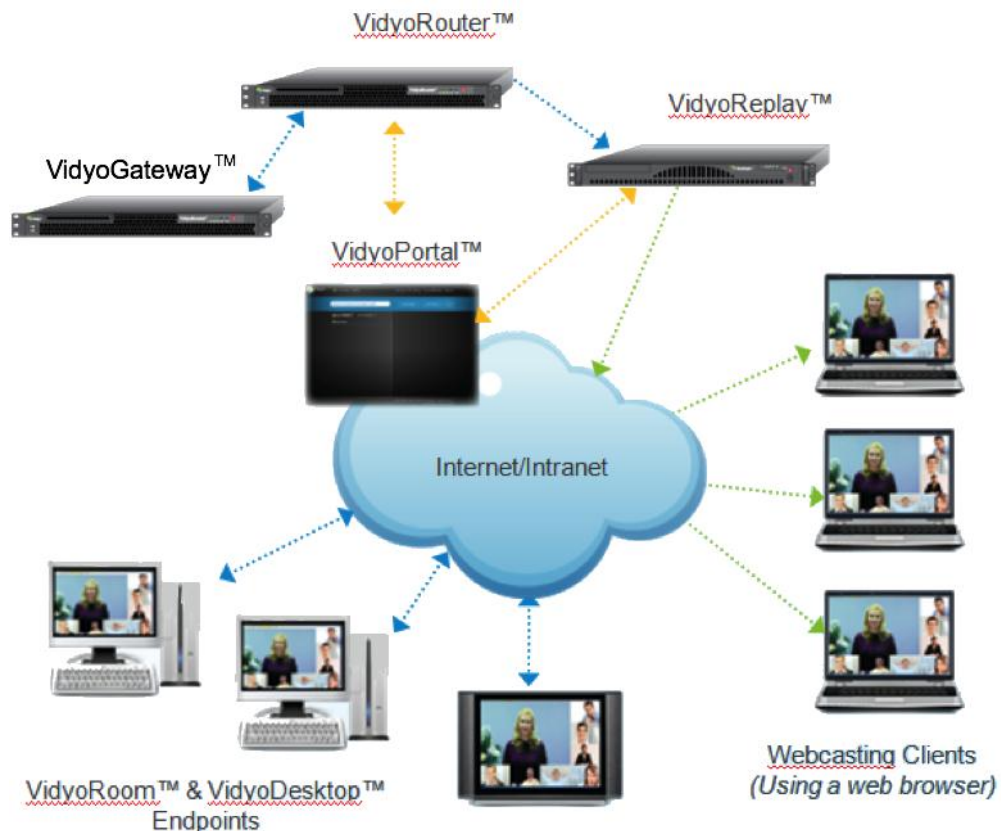 VidyoRouter™
VidyoReplay™
VidyoGateway™
VidyoPortal™
Internet/Intranet
VidyoRoom™ & VidyoDesktop™
Endpoints
Webcasting Clients
(Using a web browser)